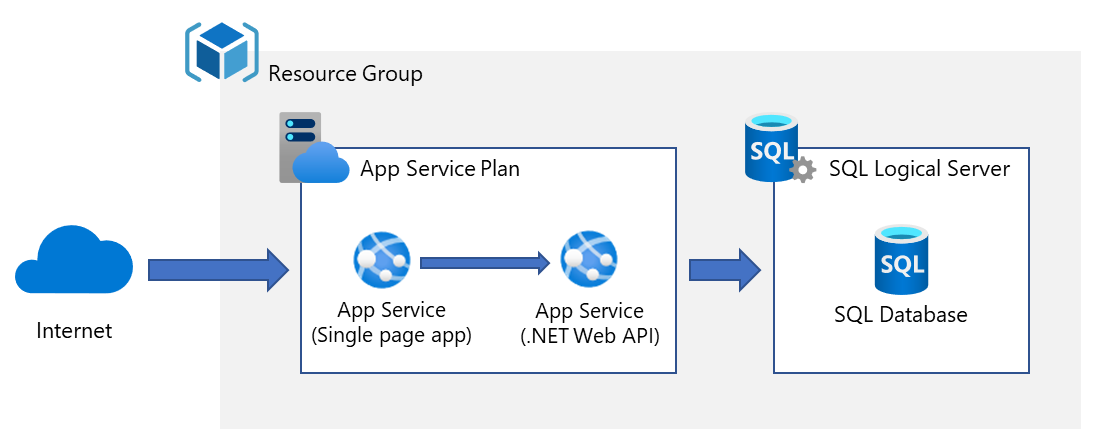 Resource Group
App Service Plan
SQL
SQL Logical Server
Internet
App Service
(Single page app)
App Service
(.NET Web API)
SQL
SQL Database